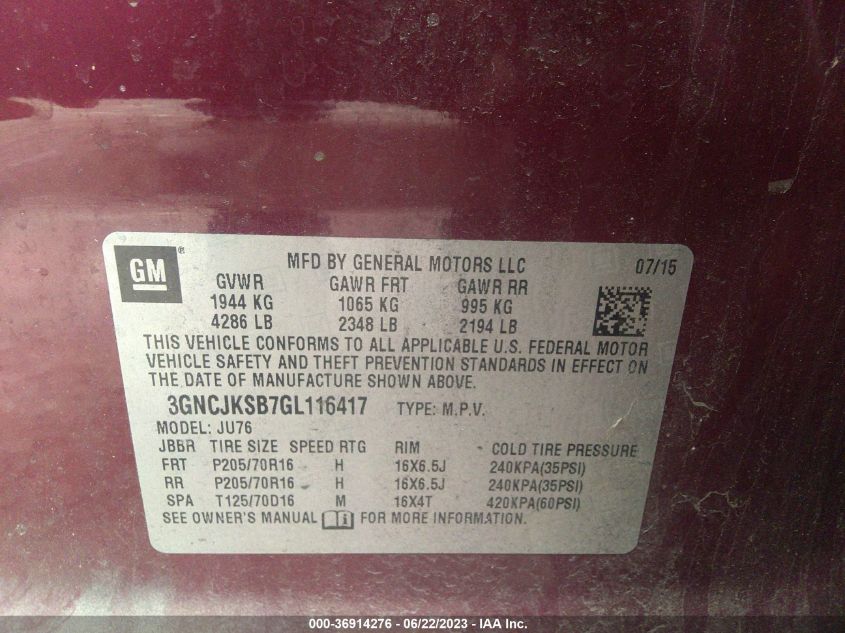 GM ®
MFD BY GENERAL MOTORS LLC 07/15
GVWR GAWR FRT GAWR RR
1944 KG 1065 KG 995 KG
4286 LB 2348 LB 2194 LB
THIS VEHICLE CONFORMS TO ALL APPLICABLE U.S. FEDERAL MOTOR
VEHICLE SAFETY AND THEFT PREVENTION STANDARDS IN EFFECT ON
THE DATE OF MANUFACTURE SHOWN ABOVE.
3GNCJKSB7GL116417 TYPE: M.P.V.
MODEL: JU76
JBBR TIRE SIZE SPEED RTG RIM COLD TIRE PRESSURE
FRT P205/70R16 H 16X6.5J 240KPA(35PSI)
RR P205/70R16 H 16X6.5J 240KPA(35PSI)
SPA T125/70D16 M 16X4T 420KPA(60PSI)
SEE OWNER'S MANUAL FOR MORE INFORMATION.
000-36914276 - 06/22/2023 - IAA Inc.